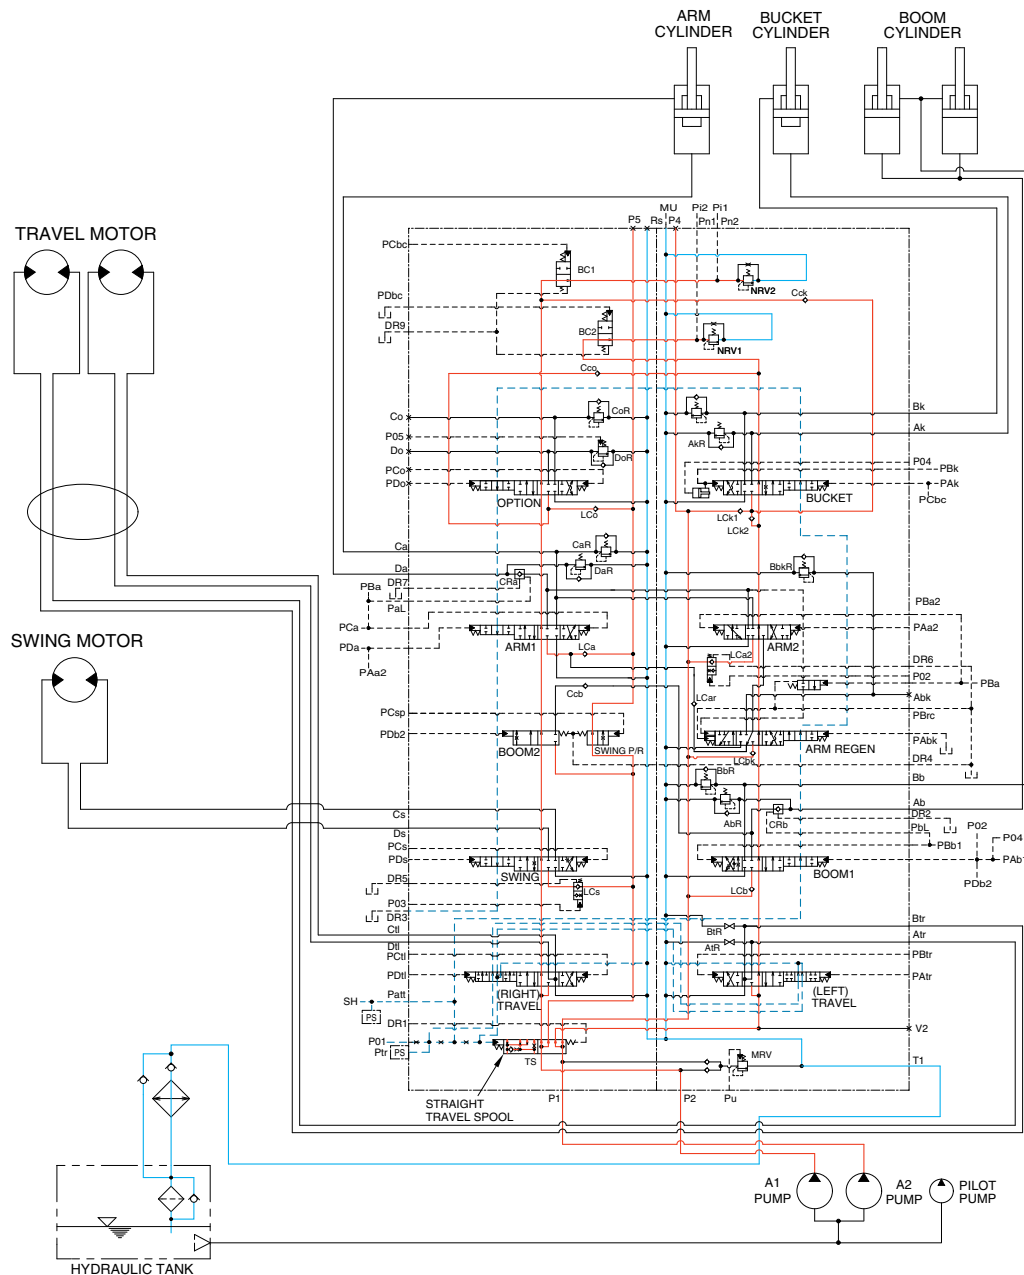 ARM
CYLINDER
BUCKET
CYLINDER
BOOM
CYLINDER
TRAVEL MOTOR
MU
Pi2 Pi1
P5
Rs
P4
Pn1
Pn2
PCbc
BC1
NRV2
Cck
PDbc
DR9
BC2
NRV1
Cco
Co
CoR
Bk
P05
Ak
Do
DoR
AkR
PCo
P04
PBk
PDo
PAk
OPTION
BUCKET
PCbc
LCo
LCk1
LCk2
Ca
CaR
Da
DaR
BbkR
CRa
PBa
DR7
PaL
PBa2
PCa
PAa2
ARM1
ARM2
PDa
LCa
LCa2
PAa2
DR6
P02
PBa
Ccb
LCar
Abk
PCsp
PBrc
PDb2
PAbk
BOOM2
SWING P/R
ARM REGEN
LCbk
DR4
BbR
Bb
SWING MOTOR
Cs
Ab
DR2
AbR
CRb
PbL
P02
P04
Ds
PCs
PBb1
PDs
PAb1
SWING
BOOM1
DR5
LCs
LCb
PDb2
P03
DR3
Ctl
BtR
Btr
Dtl
AtR
Atr
PCtl
PBtr
PDtl
PAtr
(RIGHT)
TRAVEL
(LEFT)
TRAVEL
Patt
SH
PS
DR1
P01
V2
Ptr
PS
TS
MRV
T1
P1
P2
Pu
STRAIGHT
TRAVEL SPOOL
A1
PUMP
A2
PUMP
PILOT
PUMP
HYDRAULIC TANK